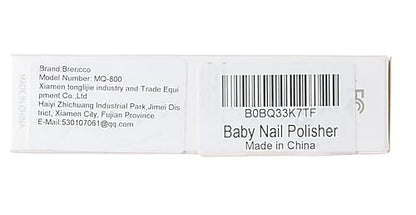 MADE IN CHINA
Brand:Brencco
Model Number: MQ-800
Xiamen tonglijie industry and Trade Equi
pment Co.,Ltd
Haiyi Zhichuang Industrial Park,Jimei Dis
trict, Xiamen City, Fujian Province
E-Mail:530107061@qq.com
B0BQ33K7TF
Baby Nail Polisher
Made in China